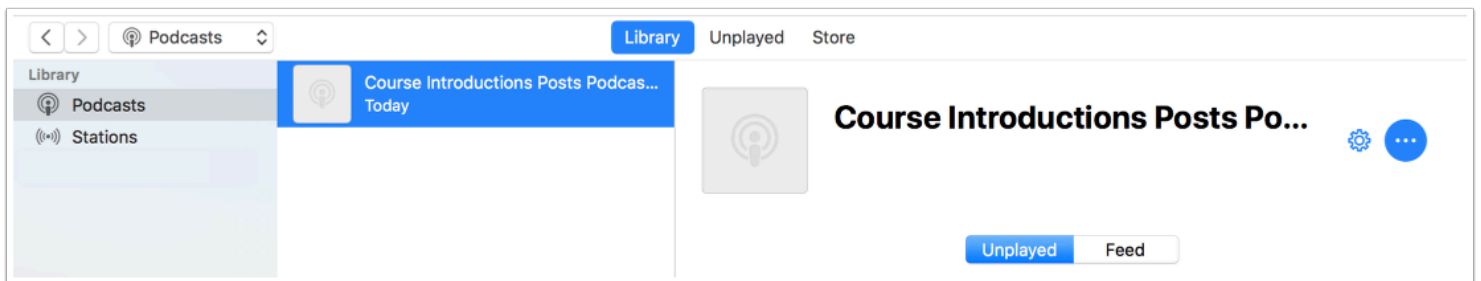 Podcasts
Library Unplayed Store
Library
Podcasts
Stations
Course Introductions Posts Podcas...
Today
Course Introductions Posts Po...
Unplayed Feed